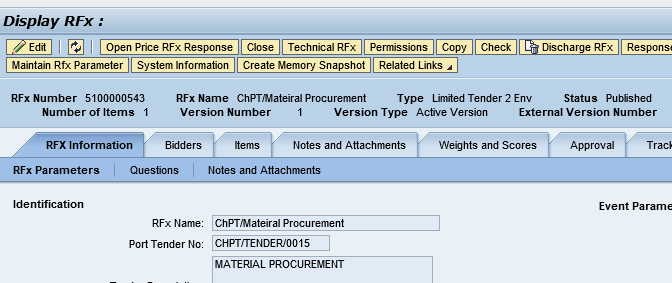 Display RFx :
Edit Open Price RFx Response Close Technical RFx Permissions Copy Check Discharge RFx Response
Maintain Rfx Parameter System Information Create Memory Snapshot Related Links
RFx Number 5100000543 RFx Name ChPT/Mateiral Procurement Type Limited Tender 2 Env Status Published
Number of Items 1 Version Number 1 Version Type Active Version External Version Number
RFX Information Bidders Items Notes and Attachments Weights and Scores Approval Track
RFx Parameters Questions Notes and Attachments
Identification Event Parame
RFx Name: ChPT/Mateiral Procurement
Port Tender No: CHPT/TENDER/0015
MATERIAL PROCUREMENT